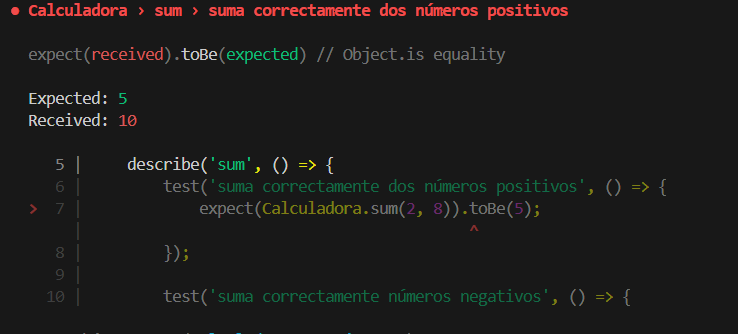 ● Calculadora › sum › suma correctamente dos números positivos
expect(received).toBe(expected) // Object.is equality
Expected: 5
Received: 10
5 | describe('sum', () => {
6 | test('suma correctamente dos números positivos', () => {
> 7 | expect(Calculadora.sum(2, 8)).toBe(5);
| ^
8 | });
9 |
10 | test('suma correctamente números negativos', () => {